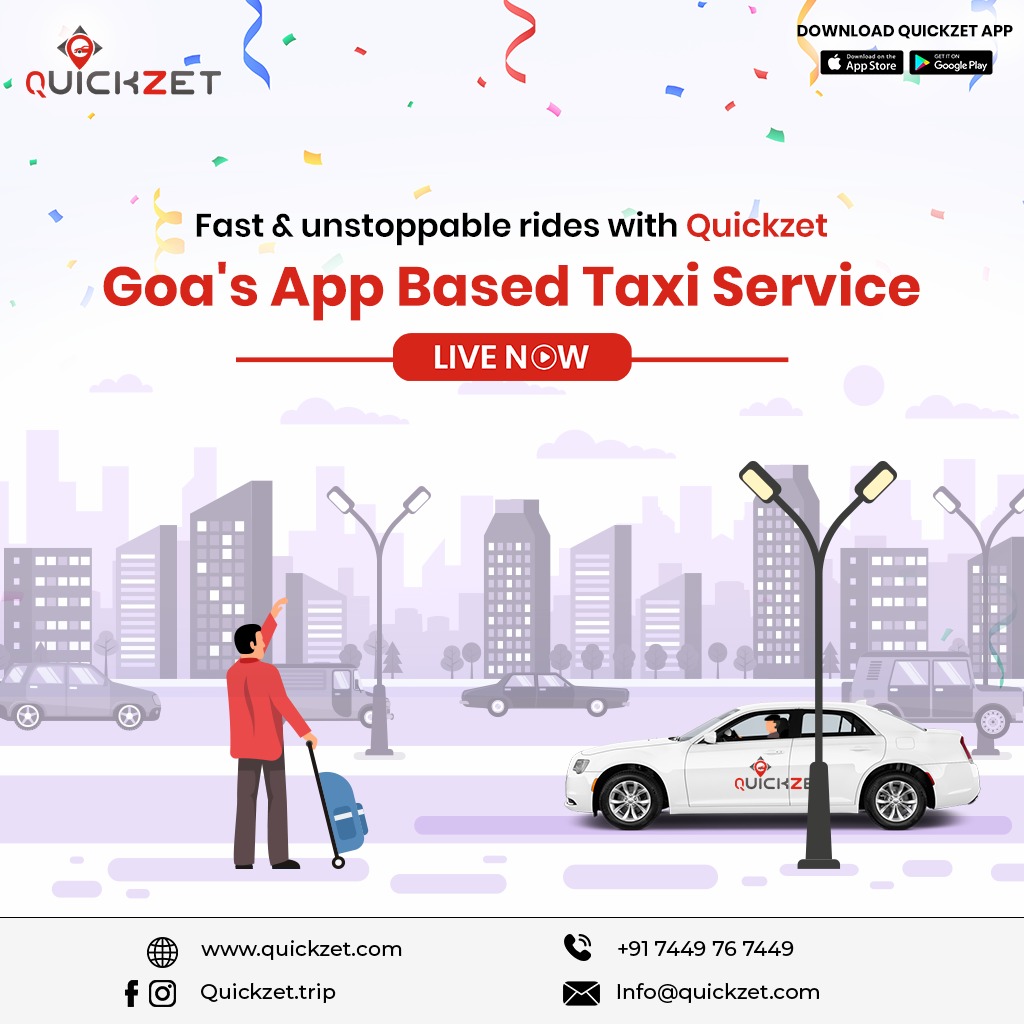 QUICKZET
DOWNLOAD QUICKZET APP
Download on the
App Store
GET IT ON
Google Play
Fast & unstoppable rides with Quickzet
Goa's App Based Taxi Service
LIVE NOW
QUICKZE
www.quickzet.com
+91 7449 76 7449
Quickzet.trip
Info@quickzet.com